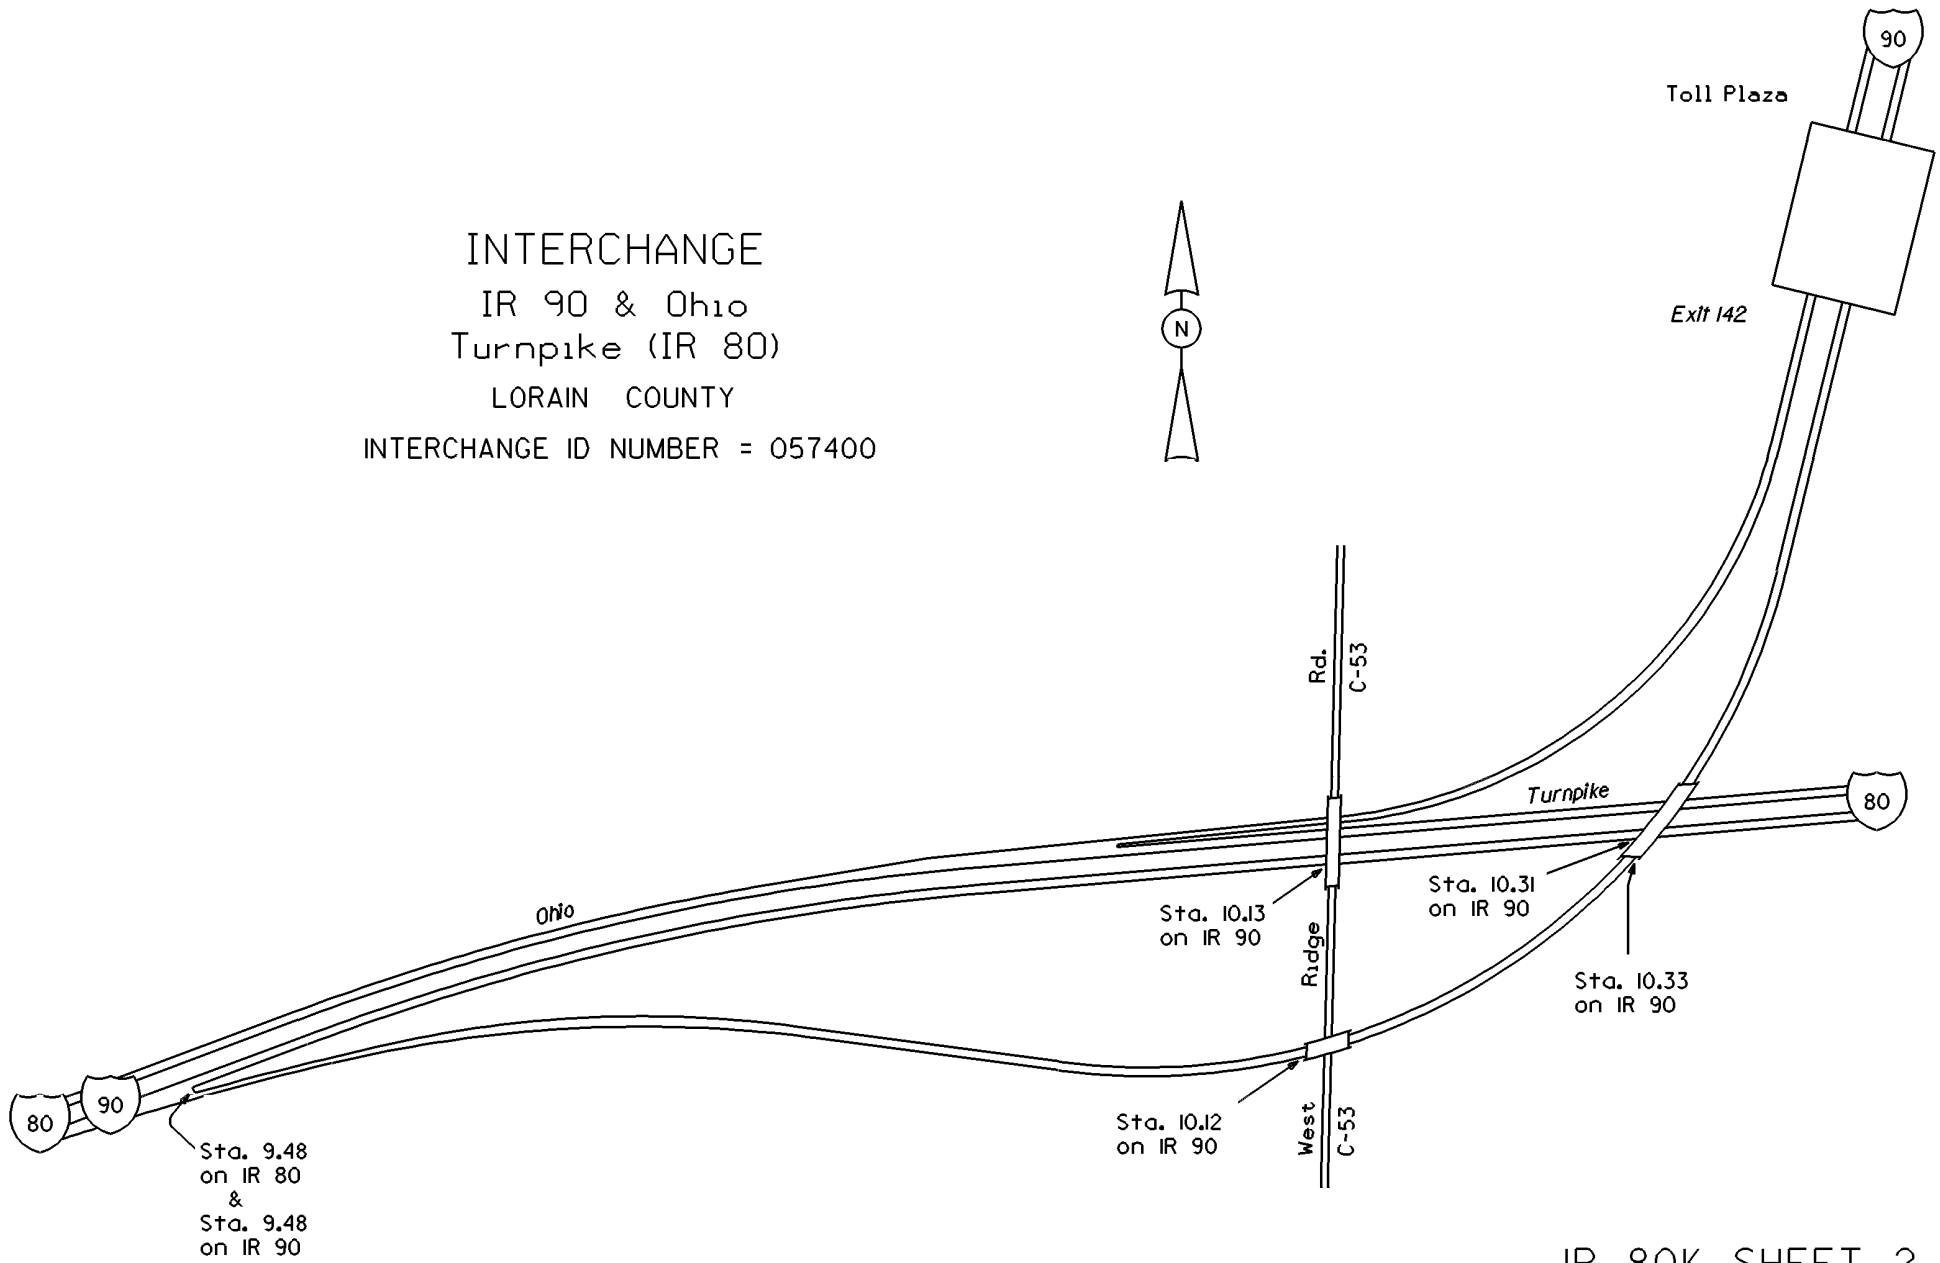 90
Toll Plaza
INTERCHANGE
IR 90 & Ohio
Turnpike (IR 80)
LORAIN COUNTY
INTERCHANGE ID NUMBER = 057400
N
Exit 142
Rd.
C-53
Turnpike
80
Ohio
Sta. 10.31
on IR 90
Sta. 10.13
on IR 90
Ridge
Sta. 10.33
on IR 90
80
90
Sta. 10.12
on IR 90
West
C-53
Sta. 9.48
on IR 80
&
Sta. 9.48
on IR 90
IR 80K SHEET